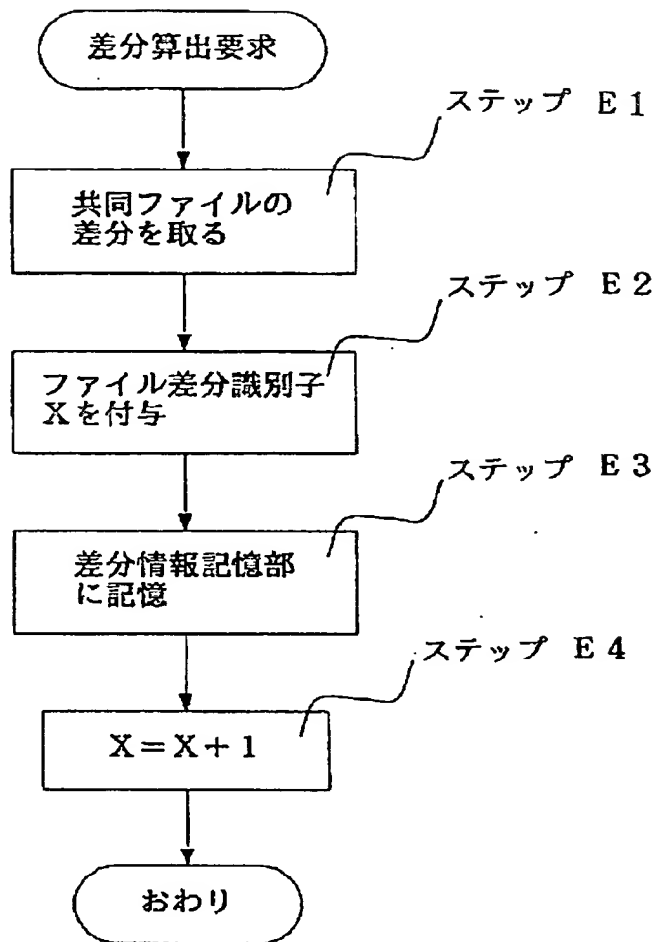 差分算出要求
ステップ E1
共同ファイルの
差分を取る
ステップ E2
ファイル差分識別子
Xを付与
ステップ E3
差分情報記憶部
に記憶
ステップ E4
X=X+1
おわり